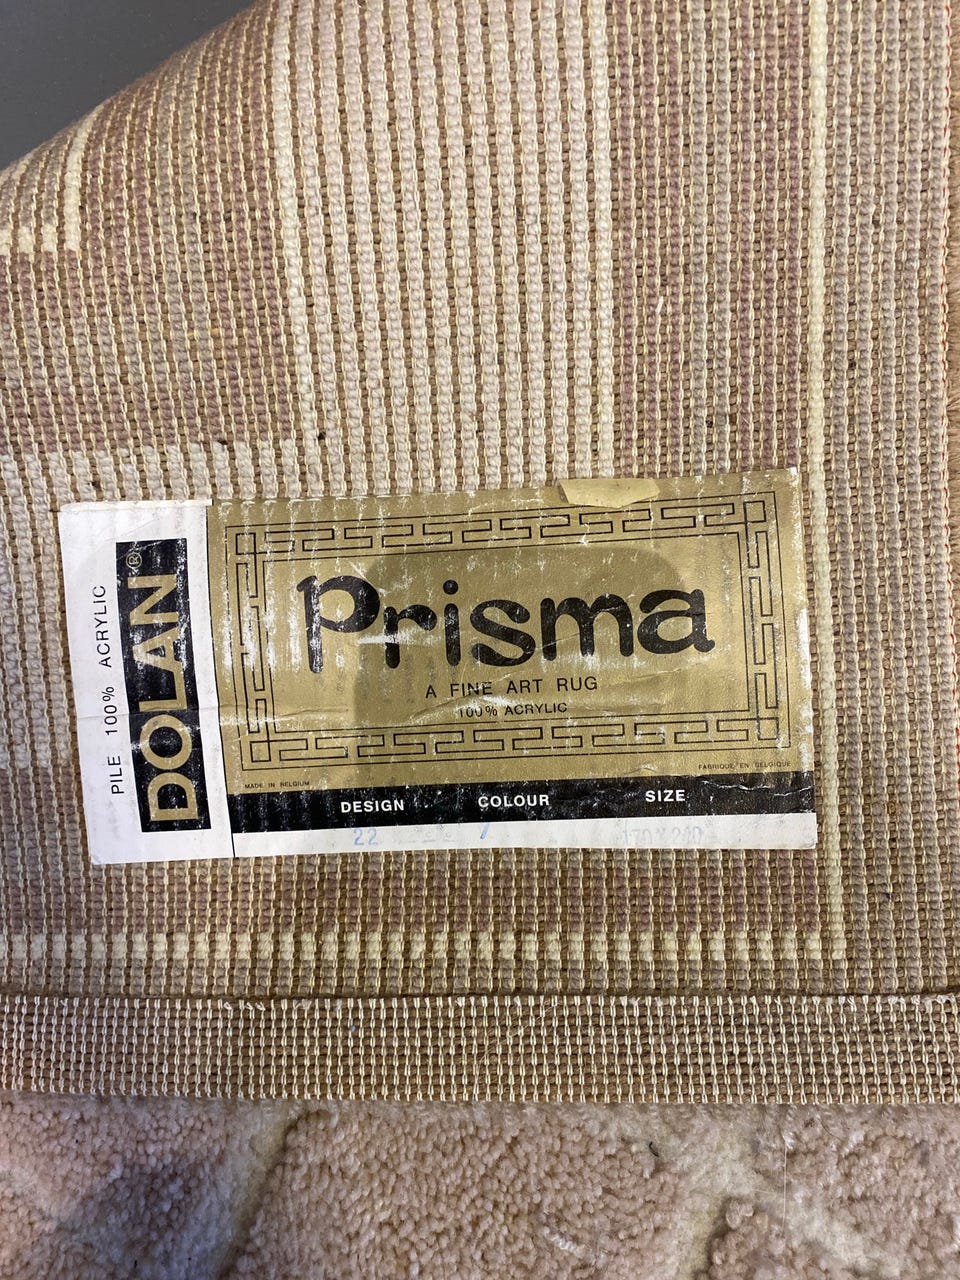 PILE 100% ACRYLIC
DOLAN®
Prisma
A FINE ART RUG
100% ACRYLIC
MADE IN BELGIUM
FABRIQUE EN BELGIQUE
DESIGN COLOUR SIZE
22